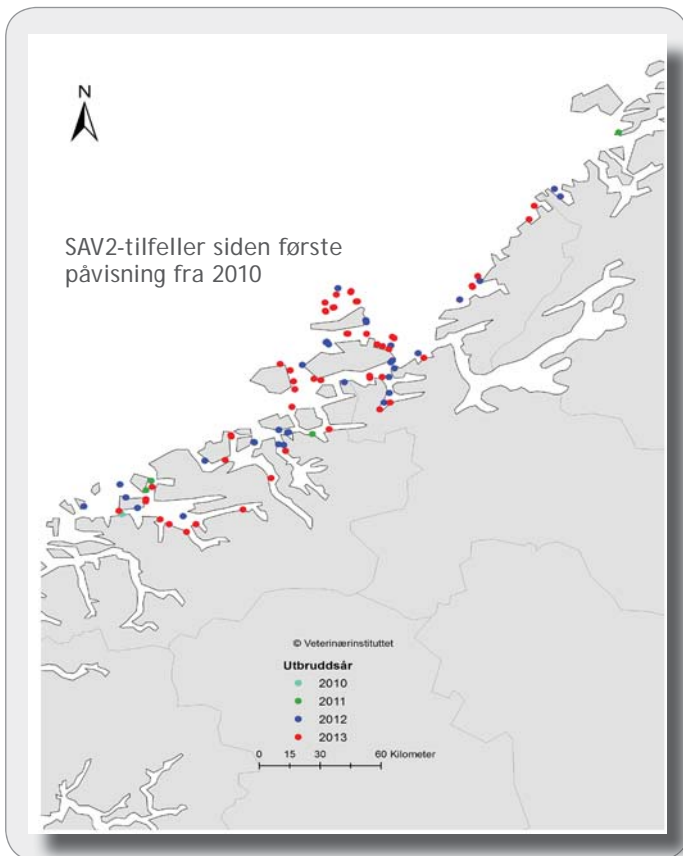 N
SAV2-tilfeller siden første
påvisning fra 2010
© Veterinærinstituttet
Utbruddsår
2010
2011
2012
2013
0 15 30 60 Kilometer